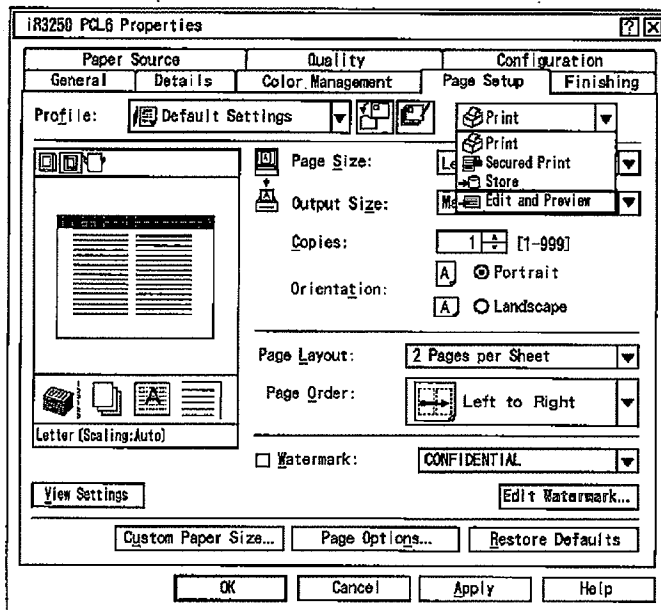 iR3250 PCL6 Properties
Paper Source Quality Configuration
General Details Color Management Page Setup Finishing
Profile: Default Settings Print
Print
Page Size: Le Secured Print
Store
Output Size: Ma Edit and Preview
Copies: 1 [1-999]
Orientation: A Portrait
A Landscape
Page Layout: 2 Pages per Sheet
Page Order: Left to Right
Letter [Scaling:Auto]
Watermark: CONFIDENTIAL
View Settings Edit Watermark...
Custom Paper Size... Page Options... Restore Defaults
OK Cancel Apply Help